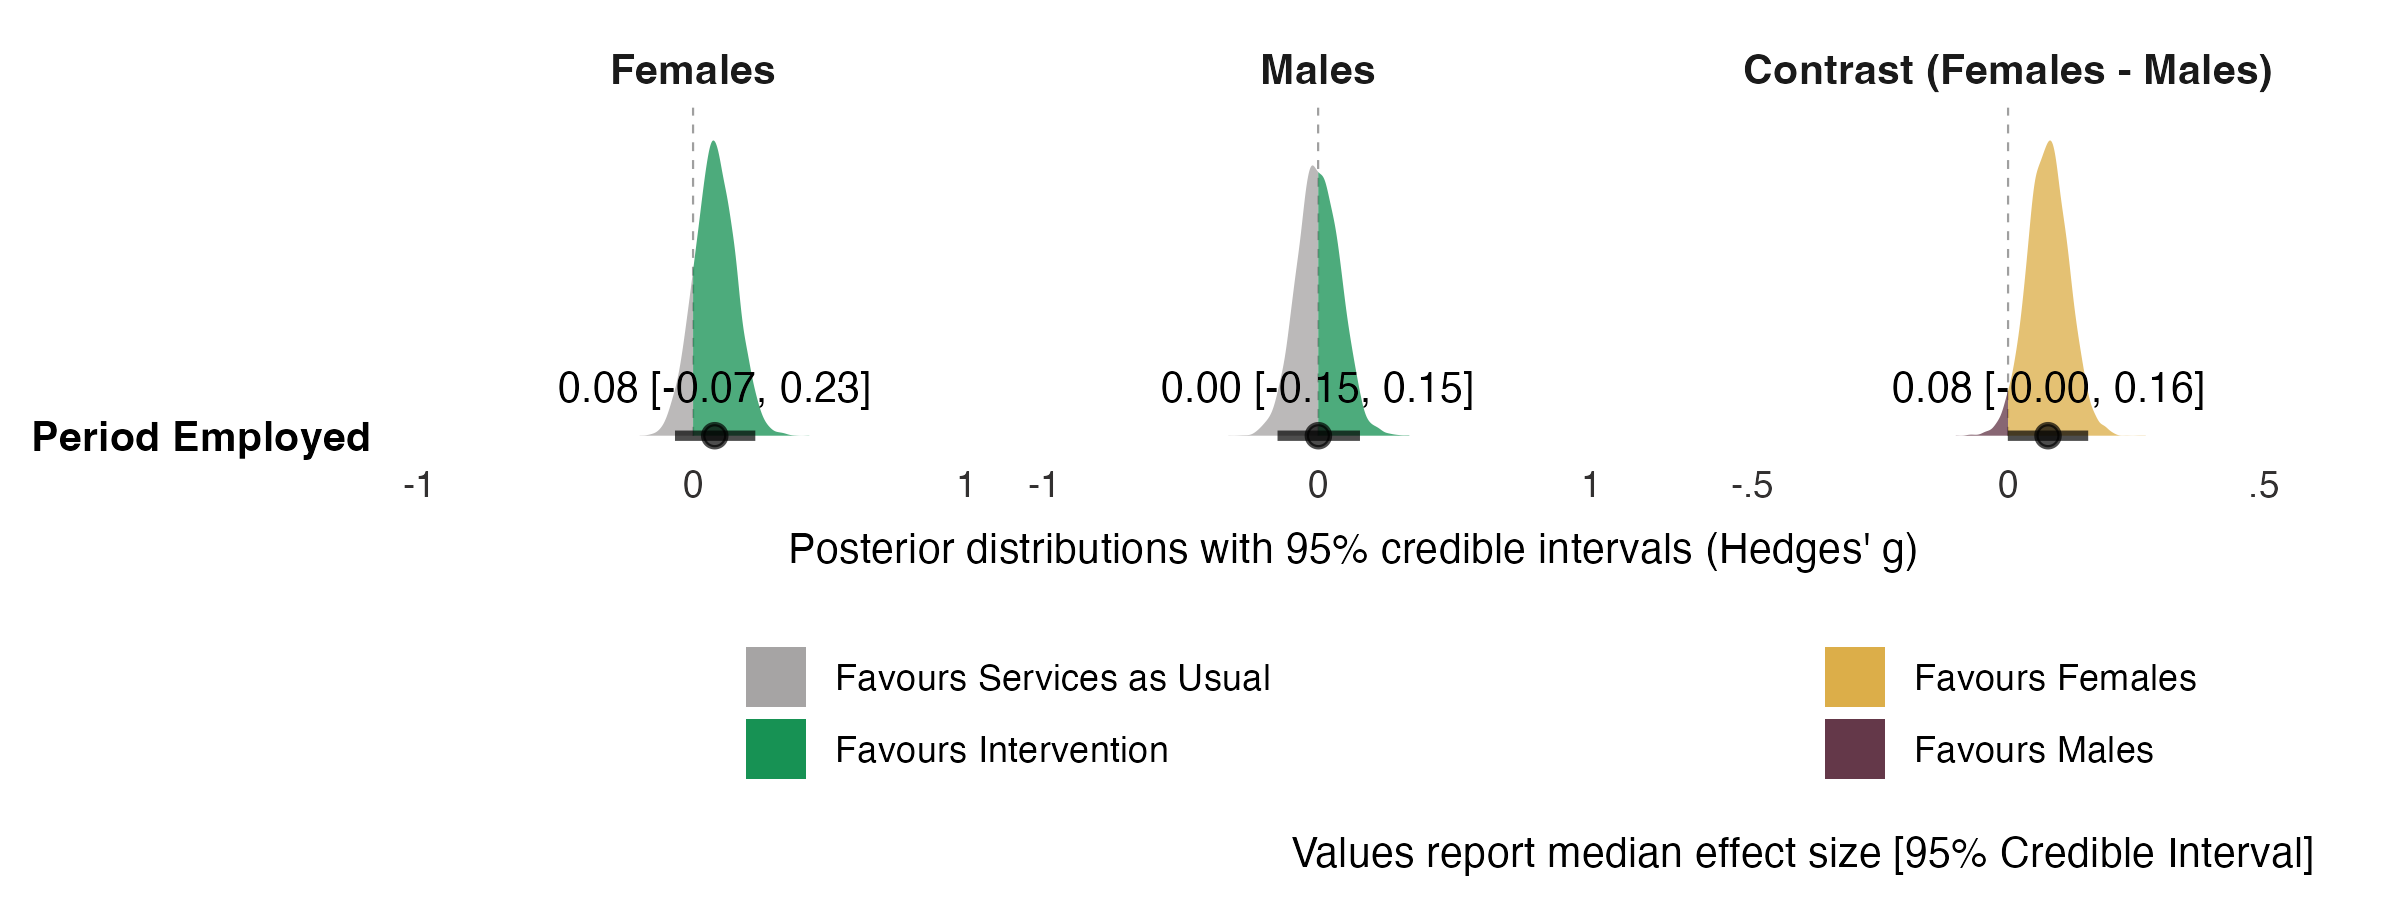 Females Males Contrast (Females - Males)
0.08 [-0.07, 0.23] 0.00 [-0.15, 0.15] 0.08 [-0.00, 0.16]
Period Employed
-1 0 1 -1 0 1 -.5 0 .5
Posterior distributions with 95% credible intervals (Hedges' g)
Favours Services as Usual
Favours Intervention
Favours Females
Favours Males
Values report median effect size [95% Credible Interval]